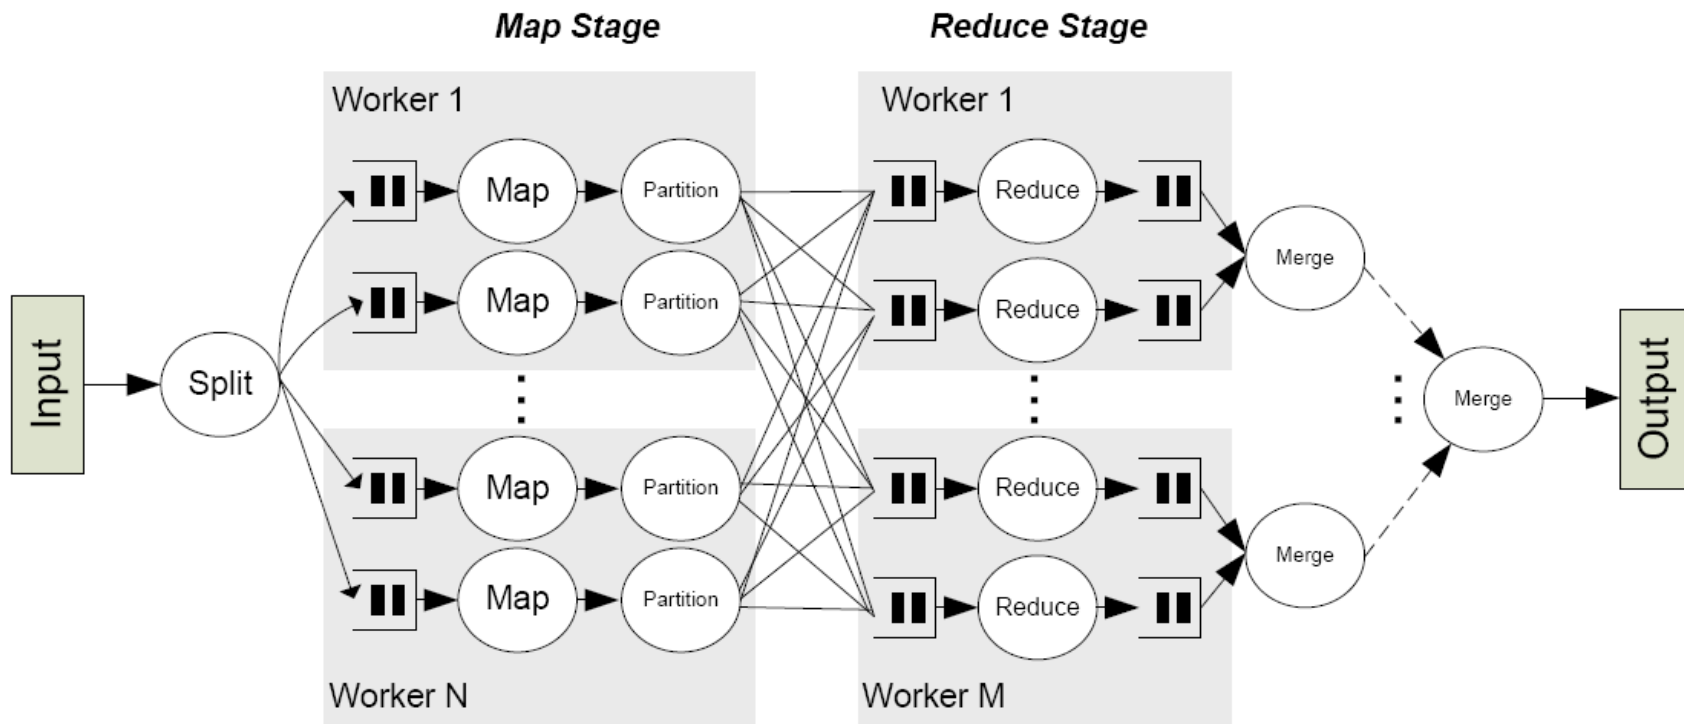 Map Stage
Reduce Stage
Worker 1
Worker 1
Map
Partition
Reduce
Map
Partition
Reduce
Merge
Input
Split
Merge
Output
Map
Partition
Reduce
Merge
Map
Partition
Reduce
Worker N
Worker M